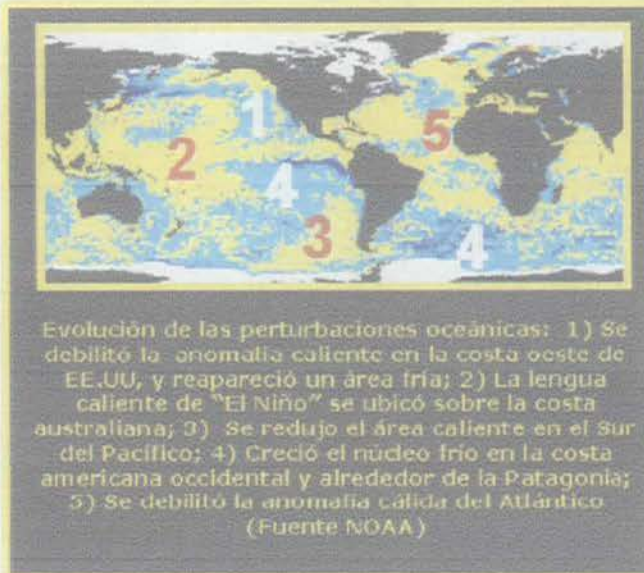 1
2
5
4
3
4
Evolución de las perturbaciones oceánicas: 1) Se
debilitó la anomalía caliente en la costa oeste de
EE.UU, y reapareció un área fría; 2) La lengua
caliente de "El Niño" se ubicó sobre la costa
australiana; 3) Se redujo el área caliente en el Sur
del Pacífico; 4) Creció el núcleo frío en la costa
americana occidental y alrededor de la Patagonia;
5) Se debilitó la anomalía cálida del Atlántico
(Fuente NOAA)